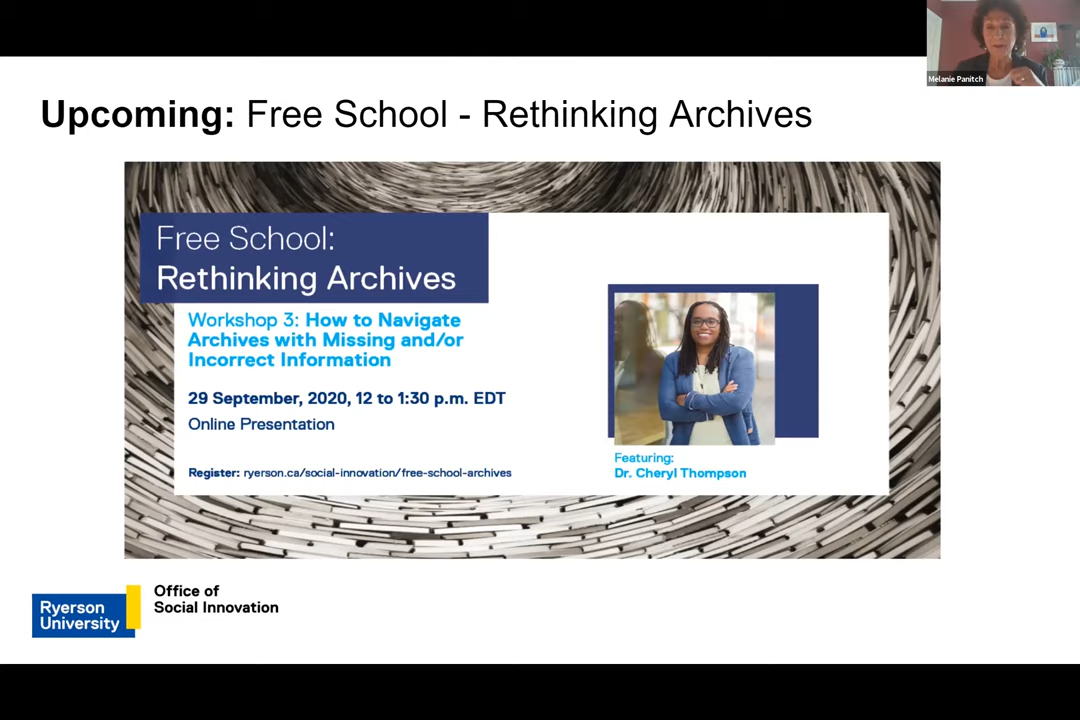 Melanie Panitch
Upcoming: Free School - Rethinking Archives
Free School:
Rethinking Archives
Workshop 3: How to Navigate
Archives with Missing and/or
Incorrect Information
29 September, 2020, 12 to 1:30 p.m. EDT
Online Presentation
Register: ryerson.ca/social-innovation/free-school-archives
Featuring:
Dr. Cheryl Thompson
Ryerson
University
Office of
Social Innovation